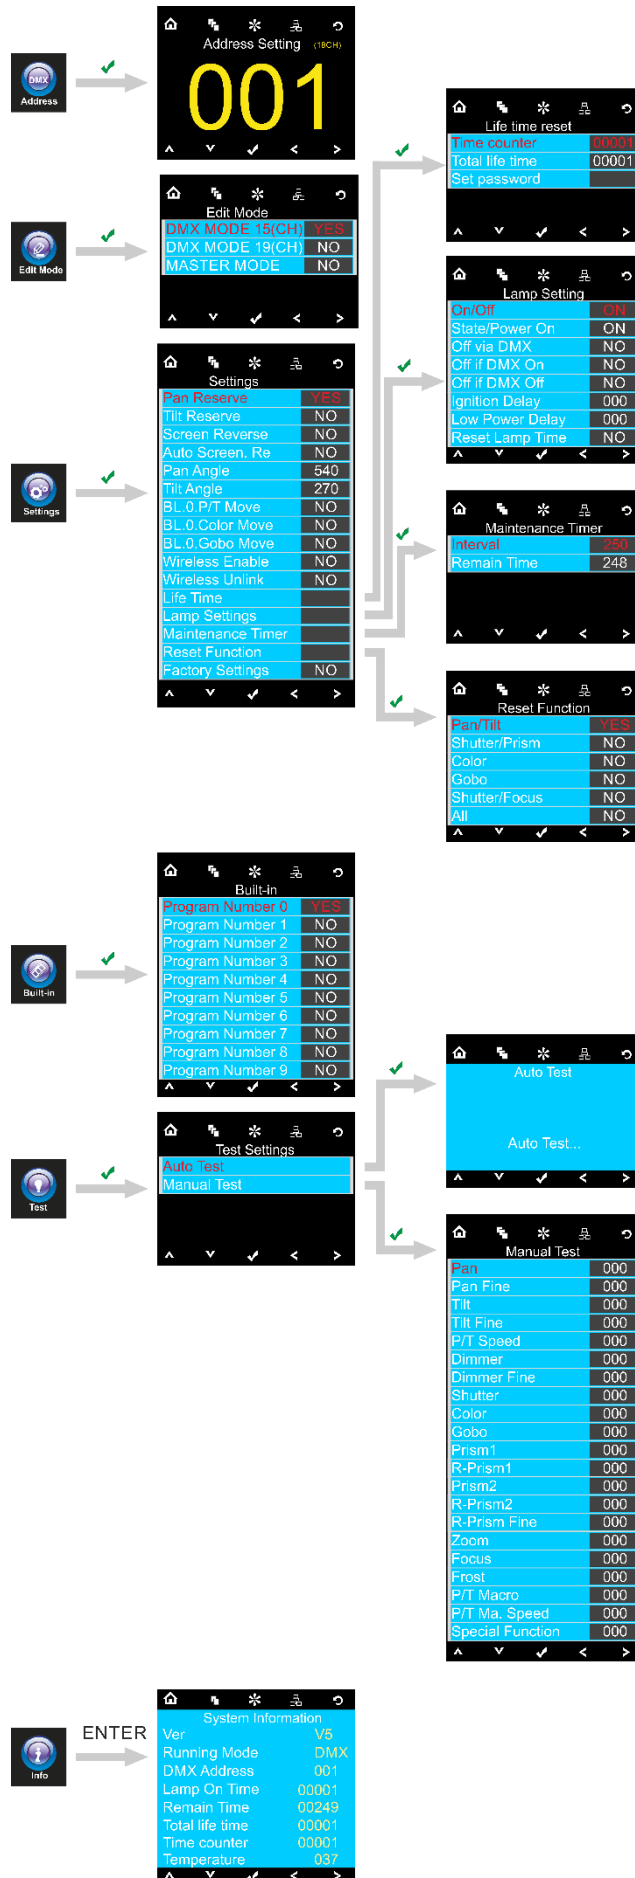 Address Setting (18CH)
001
DMX
Address
Life time reset
Time counter 00001
Total life time 00001
Set password
Edit Mode
DMX MODE 15(CH) YES
DMX MODE 19(CH) NO
MASTER MODE NO
Edit Mode
Lamp Setting
On/Off ON
State/Power On ON
Off via DMX NO
Off if DMX On NO
Off if DMX Off NO
Ignition Delay 000
Low Power Delay 000
Reset Lamp Time NO
Settings
Pan Reserve YES
Tilt Reserve NO
Screen Reverse NO
Auto Screen. Re NO
Pan Angle 540
Tilt Angle 270
BL.0.P/T Move NO
BL.0.Color Move NO
BL.0.Gobo Move NO
Wireless Enable NO
Wireless Unlink NO
Life Time
Lamp Settings
Maintenance Timer
Reset Function
Factory Settings NO
Settings
Maintenance Timer
Interval 250
Remain Time 248
Reset Function
Pan/Tilt YES
Shutter/Prism NO
Color NO
Gobo NO
Shutter/Focus NO
All NO
Built-in
Program Number 0 YES
Program Number 1 NO
Program Number 2 NO
Program Number 3 NO
Program Number 4 NO
Program Number 5 NO
Program Number 6 NO
Program Number 7 NO
Program Number 8 NO
Program Number 9 NO
Built-in
Auto Test
Auto Test...
Test Settings
Auto Test
Manual Test
Test
Manual Test
Pan 000
Pan Fine 000
Tilt 000
Tilt Fine 000
P/T Speed 000
Dimmer 000
Dimmer Fine 000
Shutter 000
Color 000
Gobo 000
Prism1 000
R-Prism1 000
Prism2 000
R-Prism2 000
R-Prism Fine 000
Zoom 000
Focus 000
Frost 000
P/T Macro 000
P/T Ma. Speed 000
Special Function 000
System Information
Ver V5
Running Mode DMX
DMX Address 001
Lamp On Time 00001
Remain Time 00249
Total life time 00001
Time counter 00001
Temperature 037
ENTER
Info